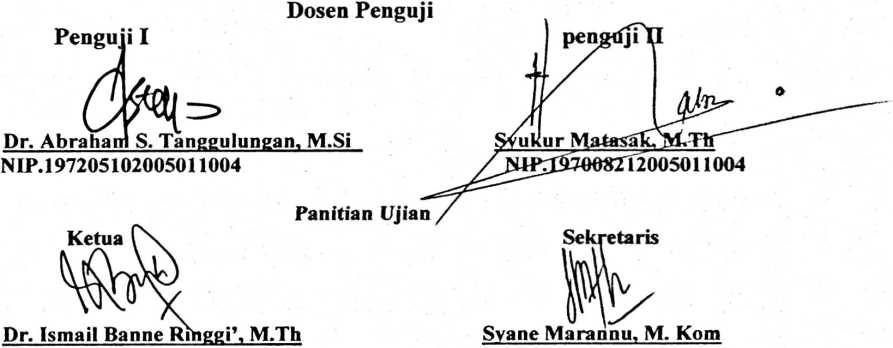 Dosen Penguji
Penguji I penguji II
Dr. Abraham S. Tanggulungan, M.Si Syukur Matasak, M.Th
NIP.197205102005011004 NIP.197008212005011004
Panitian Ujian
Ketua Sekretaris
Dr. Ismail Banne Ringgi', M.Th Syane Marannu, M. Kom